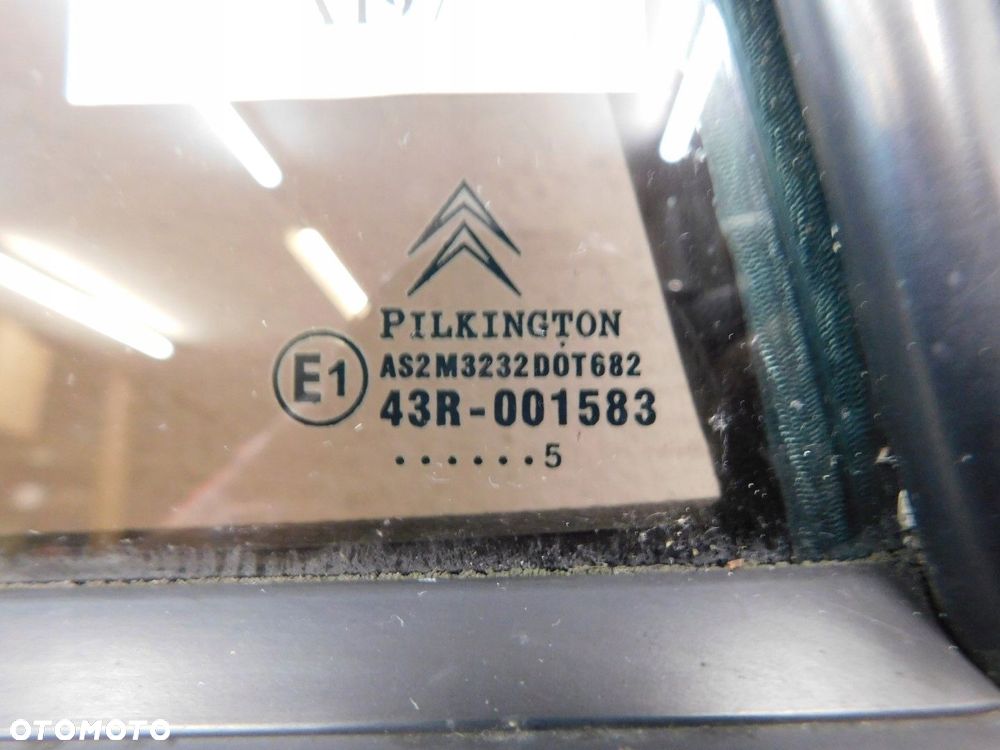 PILKINGTON
E1
AS2M3232DOT682
43R-001583
......5
OTOMOTO